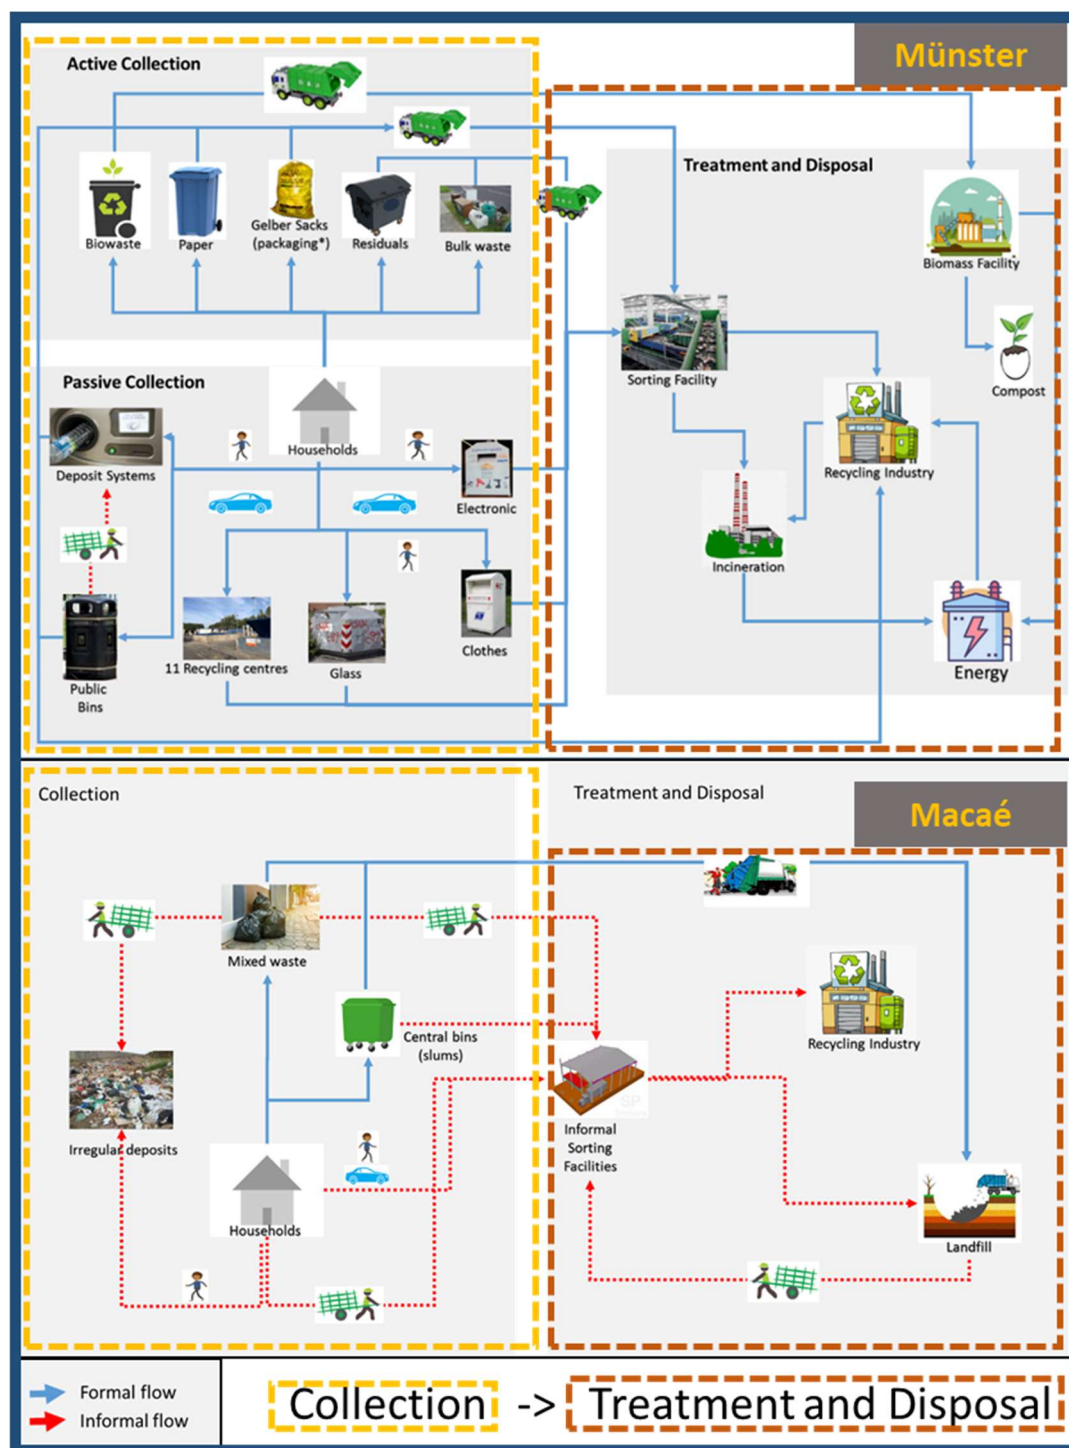 Münster
Active Collection
Treatment and Disposal
Biowaste
Paper
Gelber Sacks
(packaging*)
Residuals
Bulk waste
Biomass Facility
Sorting Facility
Compost
Passive Collection
Households
Deposit Systems
Electronic
Recycling Industry
Incineration
11 Recycling centres
Glass
Clothes
Public
Bins
Energy
Collection
Treatment and Disposal
Macaé
Mixed waste
Central bins
(slums)
Recycling Industry
Irregular deposits
Informal
Sorting
Facilities
Households
Landfill
Formal flow
Informal flow
Collection -> Treatment and Disposal